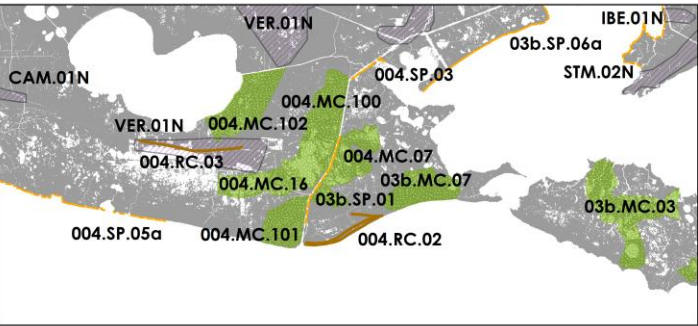 VER.01N
IBE.01N
03b.SP.06a
004.SP.03
STM.02N
CAM.01N
004.MC.100
VER.01N
004.MC.102
004.RC.03
004.MC.07
004.MC.16
03b.MC.07
03b.SP.01
03b.MC.03
004.SP.05a
004.MC.101
004.RC.02